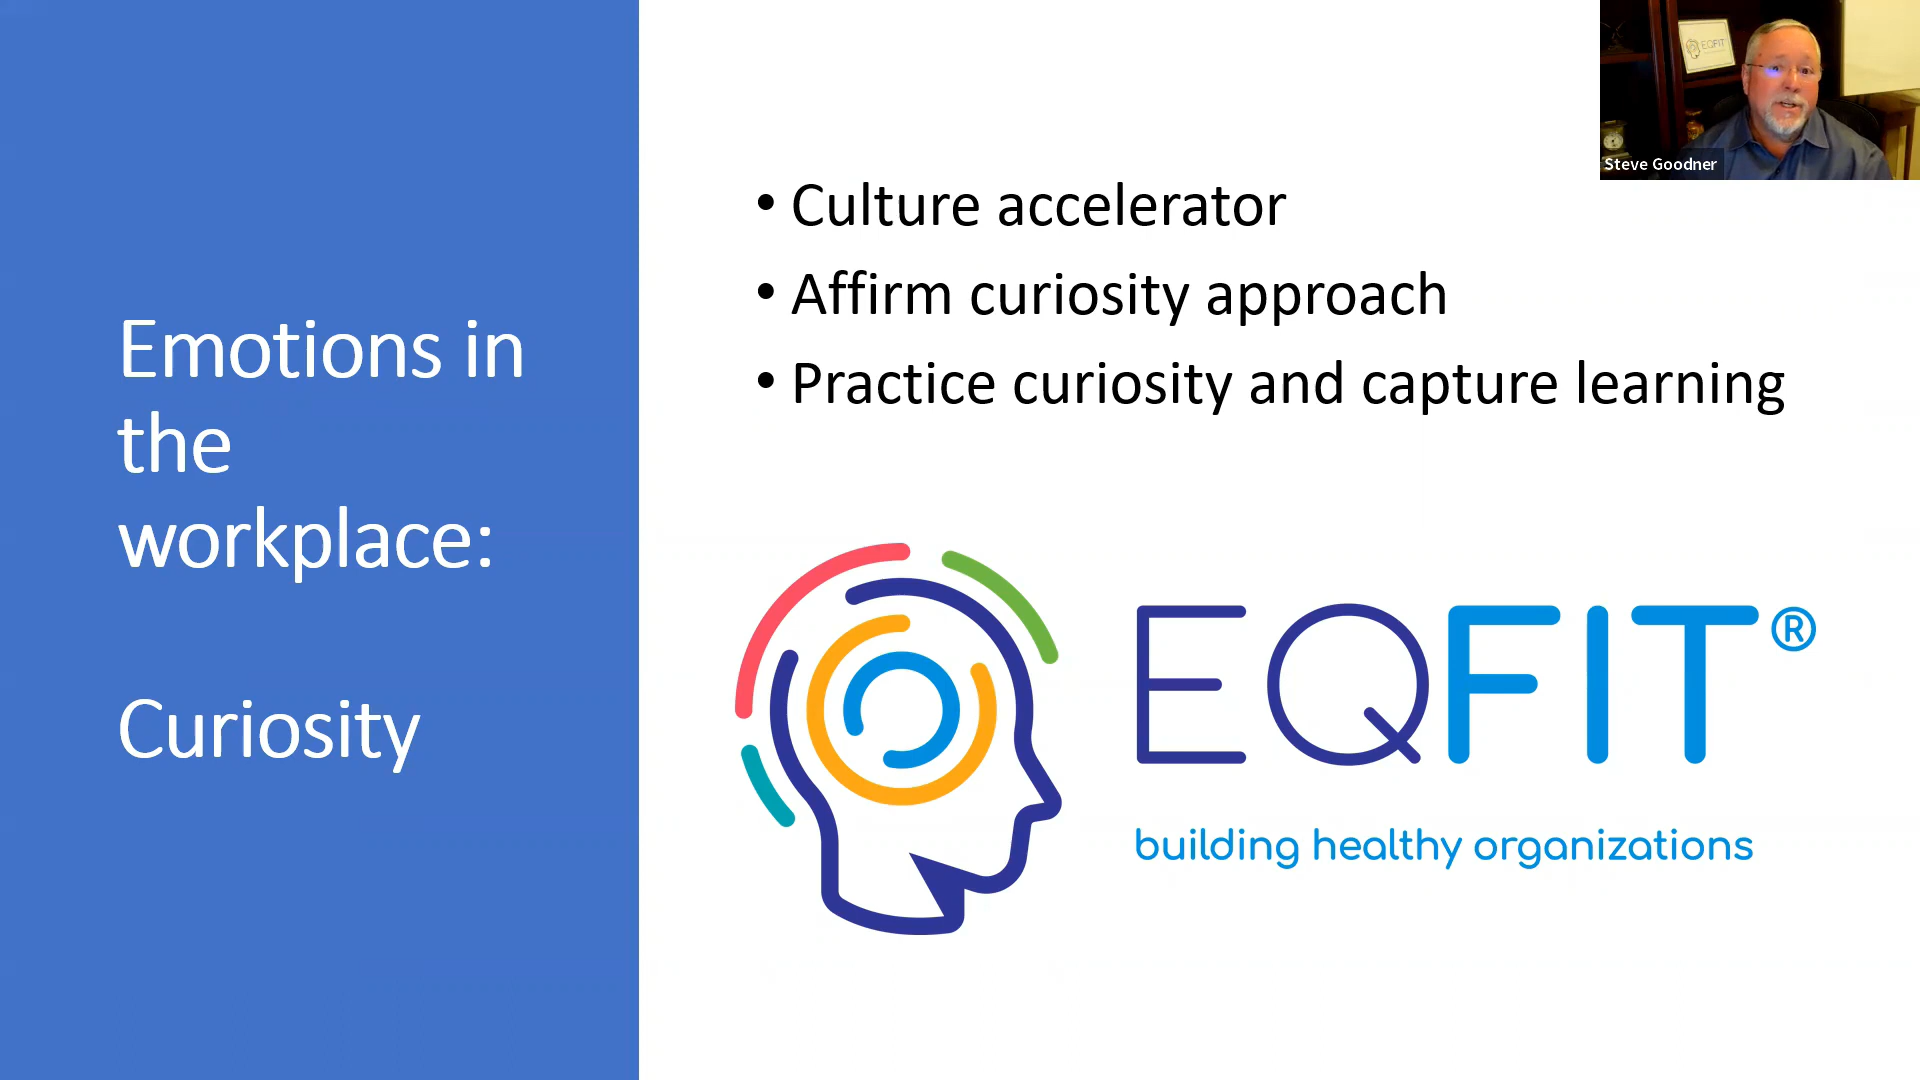 Emotions in
the
workplace:
Curiosity
• Culture accelerator
• Affirm curiosity approach
• Practice curiosity and capture learning
EQFIT®
building healthy organizations
EQFIT
Steve Goodner